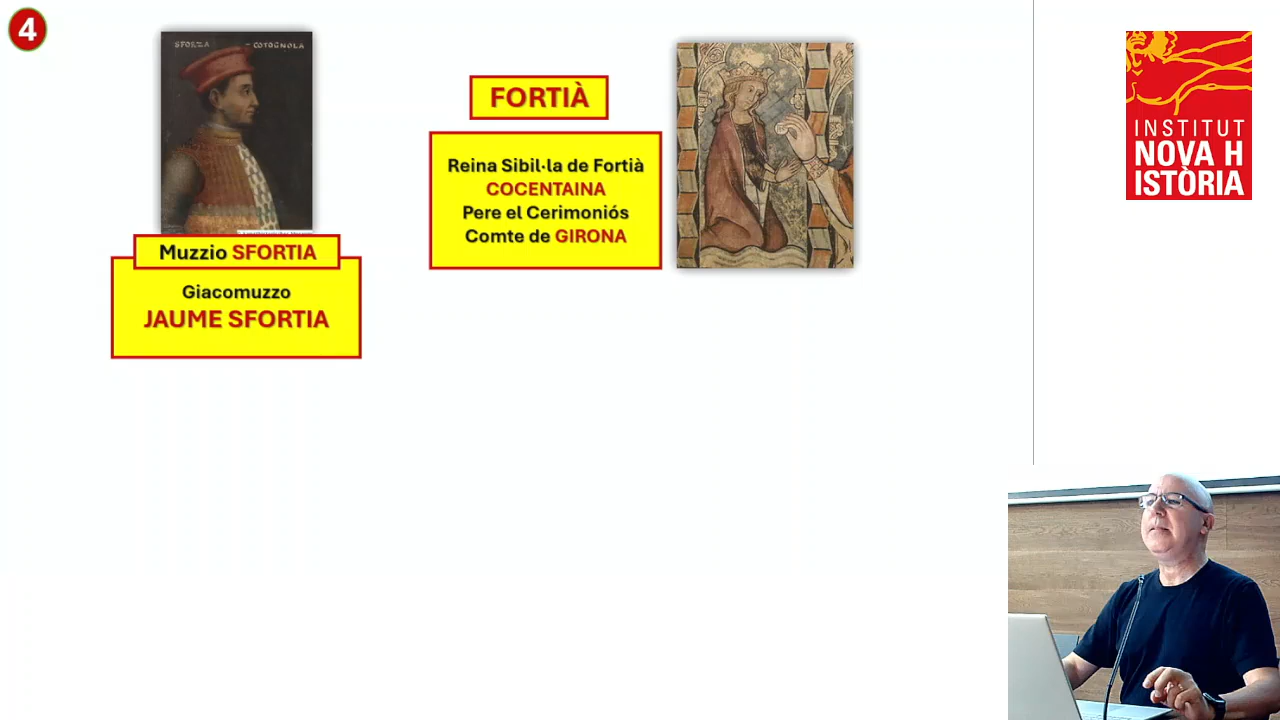 4
SFORZA - COTOGNOLA
Muzzio SFORTIA
Giacomuzzo
JAUME SFORTIA
FORTIÀ
Reina Sibil·la de Fortià
COCENTAINA
Pere el Cerimoniós
Comte de GIRONA
INSTITUT
NOVA H
ISTÒRIA